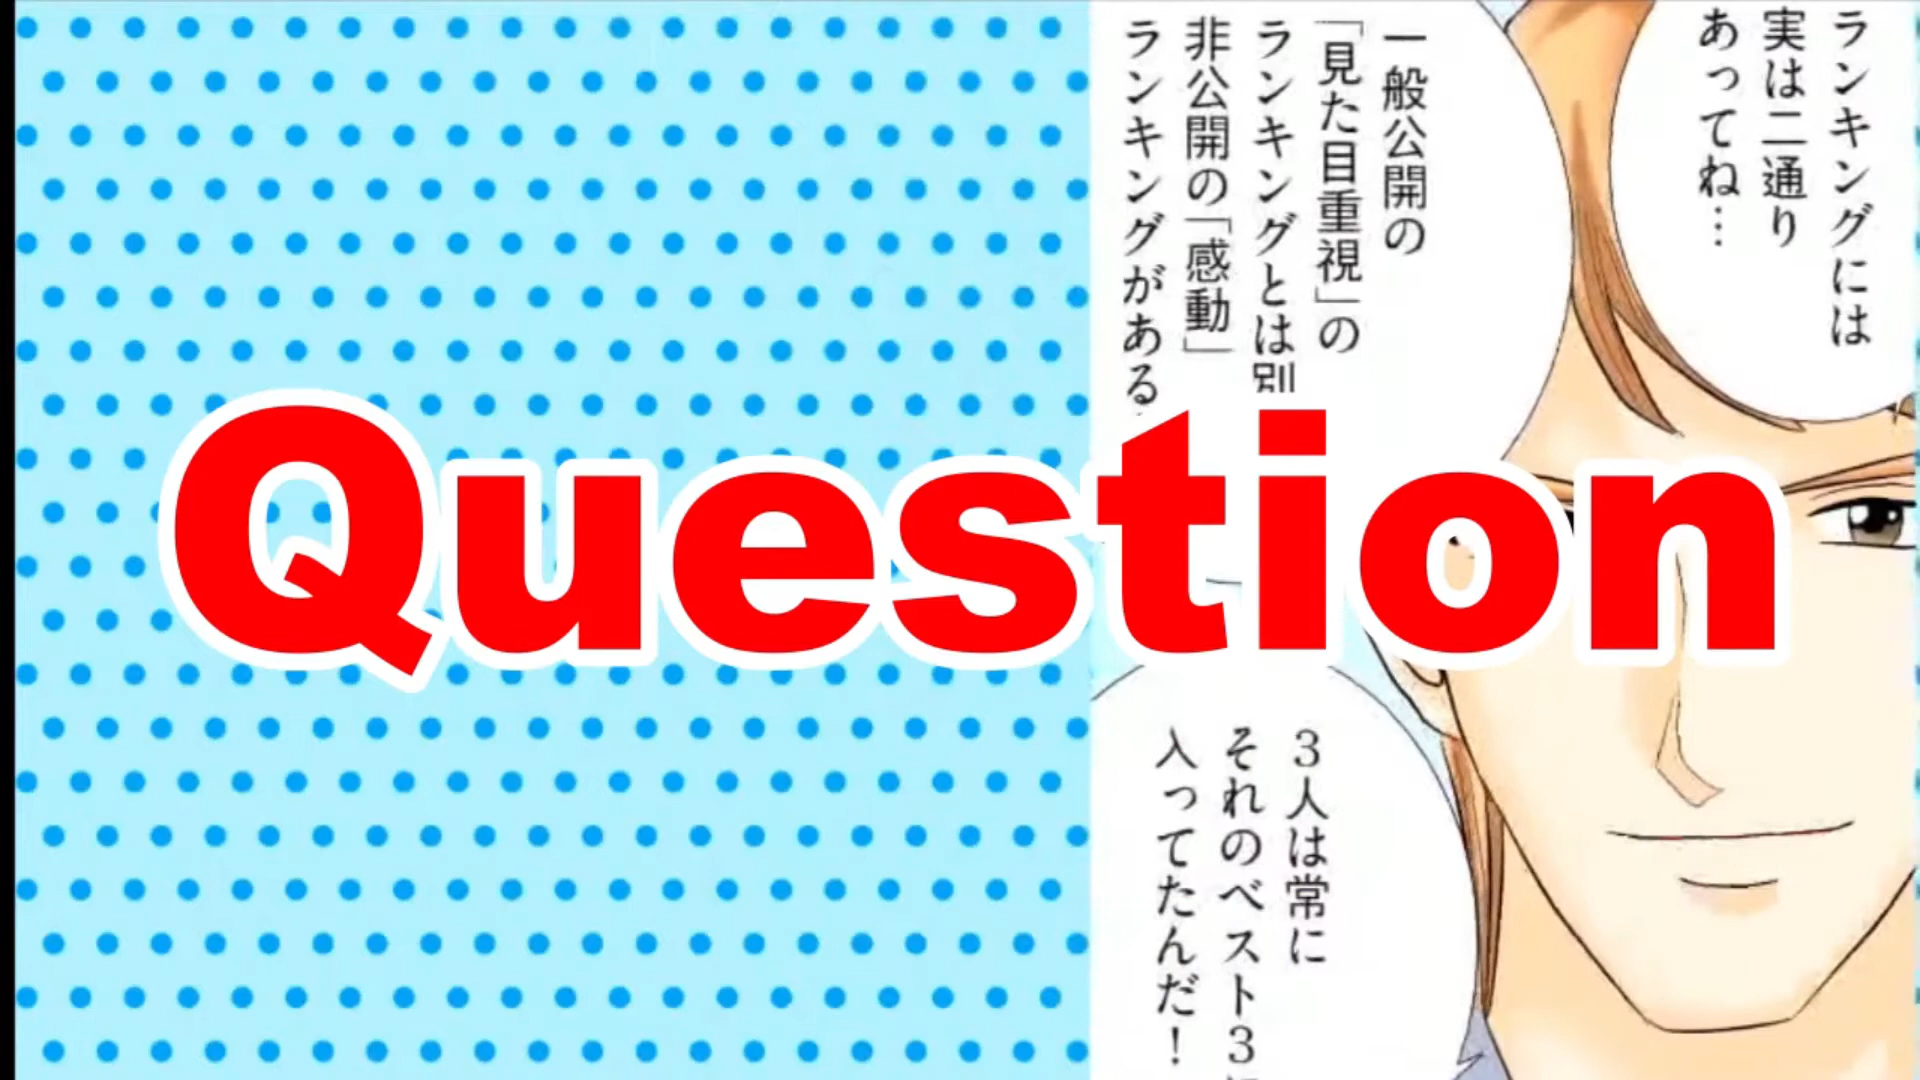 ランキングには
実は二通り
あってね…
一般公開の
「見た目重視」の
ランキングとは別
非公開の「感動」
ランキングがある
Question
3人は常に
それのベスト3に
入ってたんだ!